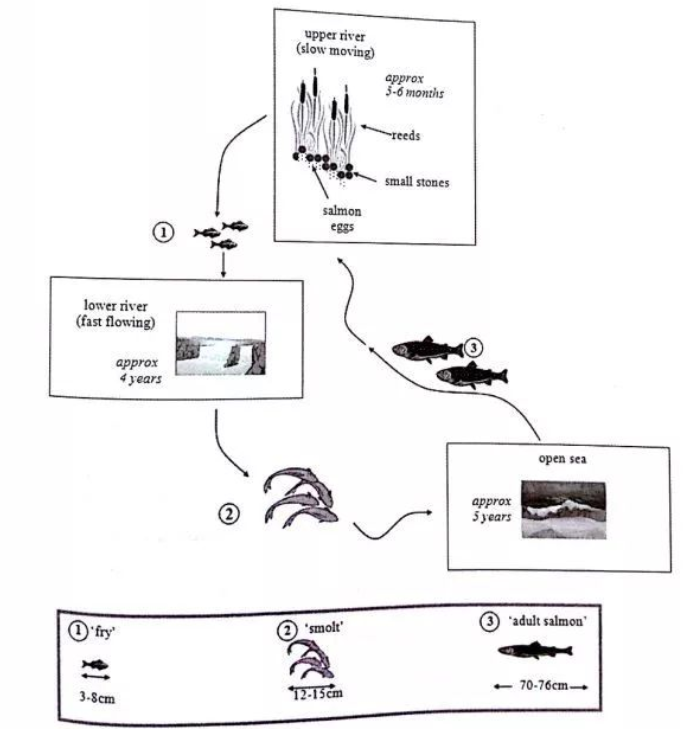 upper river
(slow moving)
approx
3-6 months
reeds
small stones
salmon
eggs
1
lower river
(fast flowing)
approx
4 years
3
open sea
approx
5 years
2
1 'fry'
3-8cm
2 'smolt'
12-15cm
3 'adult salmon'
70-76cm